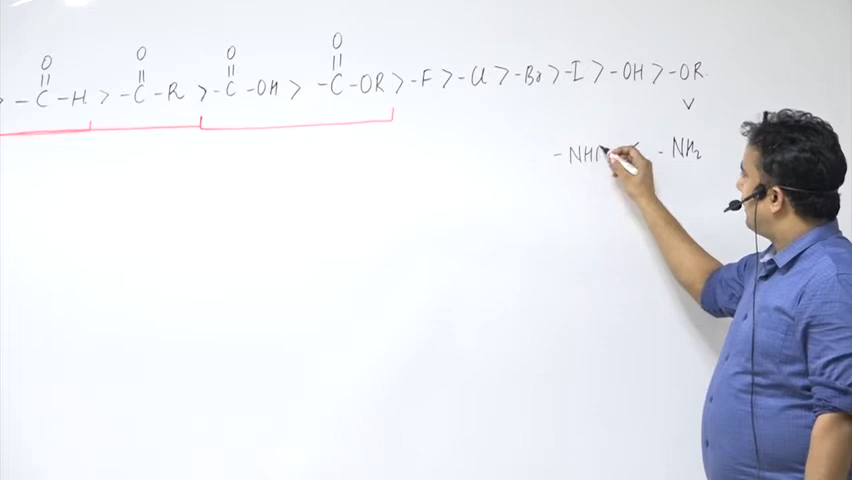 O O O O
> -C-H > -C-R > -C-OH > -C-OR > -F > -Cl > -Br > -I > -OH > -OR
- NH - NH2